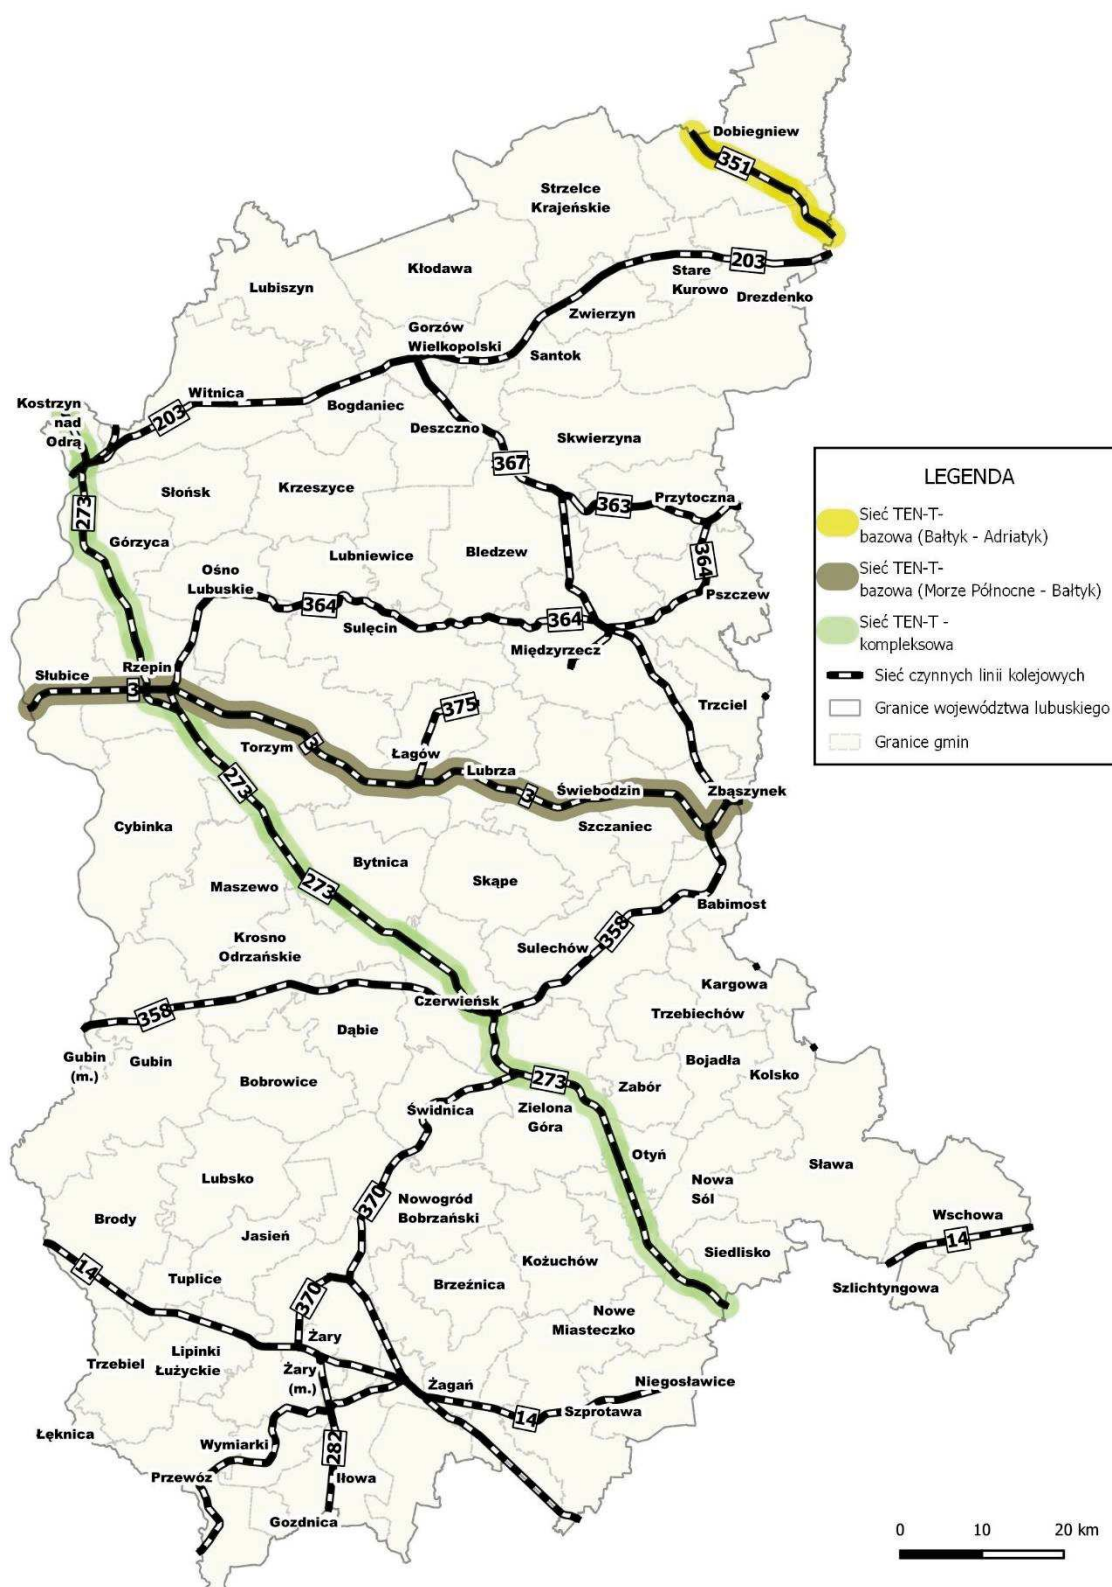 Dobiegniew
351
Strzelce
Krajeńskie
203
Stare
Kurowo
Drezdenko
Kłodawa
Lubiszyn
Zwierzyn
Gorzów
Wielkopolski
Santok
Witnica
Bogdaniec
203
Kostrzyn
nad
Odrą
Deszczno
Skwierzyna
367
Przytoczna
363
Słońsk
Krzeszyce
273
Górzyca
Lubniewice
Bledzew
364
Ośno
Lubuskie
364
Sulęcin
364
Pszczew
Międzyrzecz
Rzepin
Słubice
3
Trzciel
375
Torzym
3
Łagów
Lubrza
3
Świebodzin
Zbąszynek
273
Szczaniec
Cybinka
Bytnica
Skąpe
Maszewo
273
Babimost
358
Krosno
Odrzańskie
Sulechów
Kargowa
Czerwieńsk
Trzebiechów
358
Dąbie
Gubin
(m.)
Gubin
Bobrowice
Bojadła
Kolsko
273
Zabór
Świdnica
Zielona
Góra
Otyń
Sława
Lubsko
Nowa
Sól
370
Nowogród
Bobrzański
Wschowa
14
Brody
Jasień
Siedlisko
Kożuchów
14
Tuplice
Brzeźnica
Szlichtyngowa
370
Nowe
Miasteczko
Żary
Trzebiel
Lipinki
Łużyckie
Żary
(m.)
Żagań
Niegosławice
14
Szprotawa
Łęknica
Wymiarki
282
Przewóz
Iłowa
Gozdnica
LEGENDA
Sieć TEN-T-
bazowa (Bałtyk - Adriatyk)
Sieć TEN-T-
bazowa (Morze Północne - Bałtyk)
Sieć TEN-T -
kompleksowa
Sieć czynnych linii kolejowych
Granice województwa lubuskiego
Granice gmin
0 10 20 km